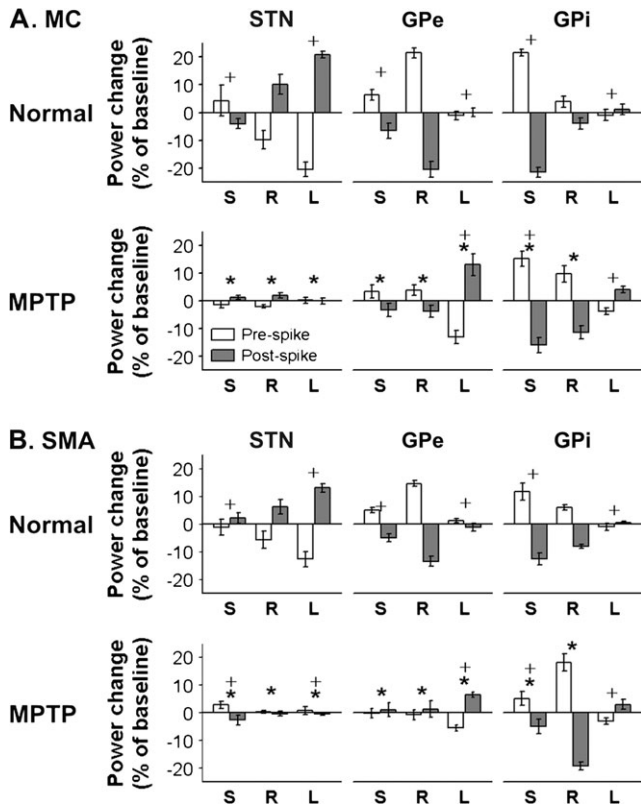 A. MC
STN GPe GPi
Normal
Power change
(% of baseline)
20
10
0
-10
-20
+ + + + + +
S R L S R L S R L
MPTP
Power change
(% of baseline)
20
10
0
-10
-20
+ + +
* * * * * * * *
Pre-spike
Post-spike
S R L S R L S R L
B. SMA
STN GPe GPi
Normal
Power change
(% of baseline)
20
10
0
-10
-20
+ + + + + +
S R L S R L S R L
MPTP
Power change
(% of baseline)
20
10
0
-10
-20
+ + + + +
* * * * * * * *
S R L S R L S R L